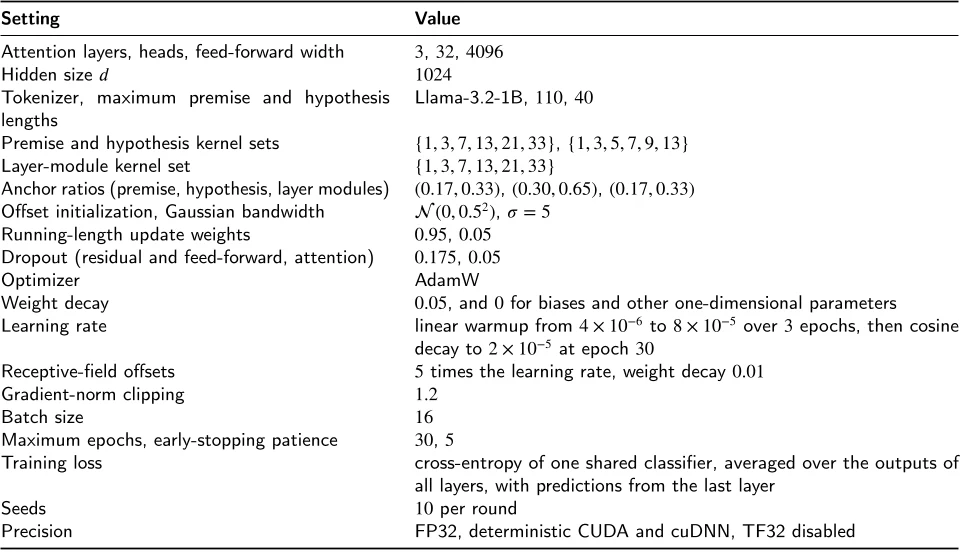 Setting Value
Attention layers, heads, feed-forward width 3, 32, 4096
Hidden size d 1024
Tokenizer, maximum premise and hypothesis lengths Llama-3.2-1B, 110, 40
Premise and hypothesis kernel sets {1, 3, 7, 13, 21, 33}, {1, 3, 5, 7, 9, 13}
Layer-module kernel set {1, 3, 7, 13, 21, 33}
Anchor ratios (premise, hypothesis, layer modules) (0.17, 0.33), (0.30, 0.65), (0.17, 0.33)
Offset initialization, Gaussian bandwidth 𝒩(0, 0.5²), σ = 5
Running-length update weights 0.95, 0.05
Dropout (residual and feed-forward, attention) 0.175, 0.05
Optimizer AdamW
Weight decay 0.05, and 0 for biases and other one-dimensional parameters
Learning rate linear warmup from 4 × 10⁻⁶ to 8 × 10⁻⁵ over 3 epochs, then cosine
decay to 2 × 10⁻⁵ at epoch 30
Receptive-field offsets 5 times the learning rate, weight decay 0.01
Gradient-norm clipping 1.2
Batch size 16
Maximum epochs, early-stopping patience 30, 5
Training loss cross-entropy of one shared classifier, averaged over the outputs of
all layers, with predictions from the last layer
Seeds 10 per round
Precision FP32, deterministic CUDA and cuDNN, TF32 disabled